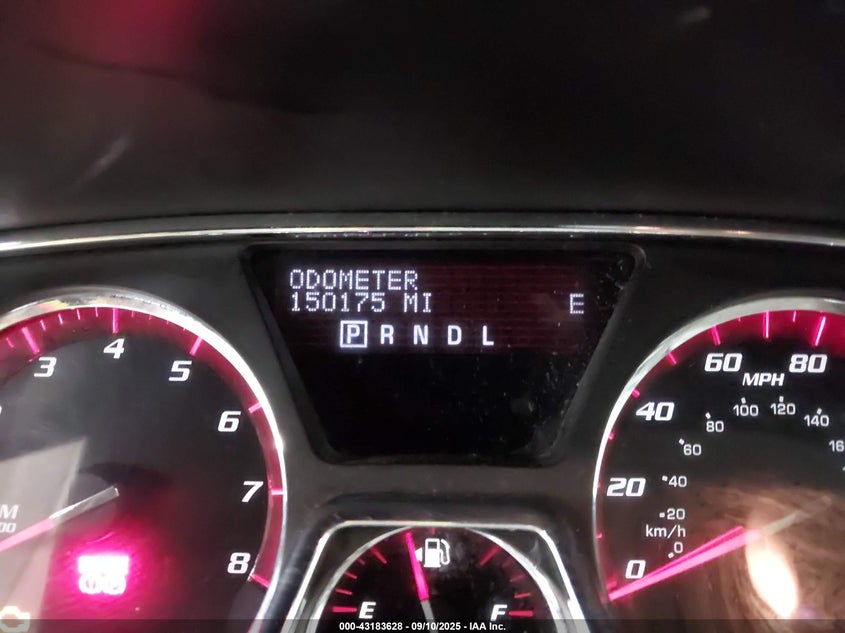 ODOMETER
150175 MI E
P R N D L
3 4 5 6 7 8
0 20 40 60 80
MPH
0 20 40 60 80 100 120 140
km/h
E F
000-43183628 - 09/10/2025 - IAA Inc.